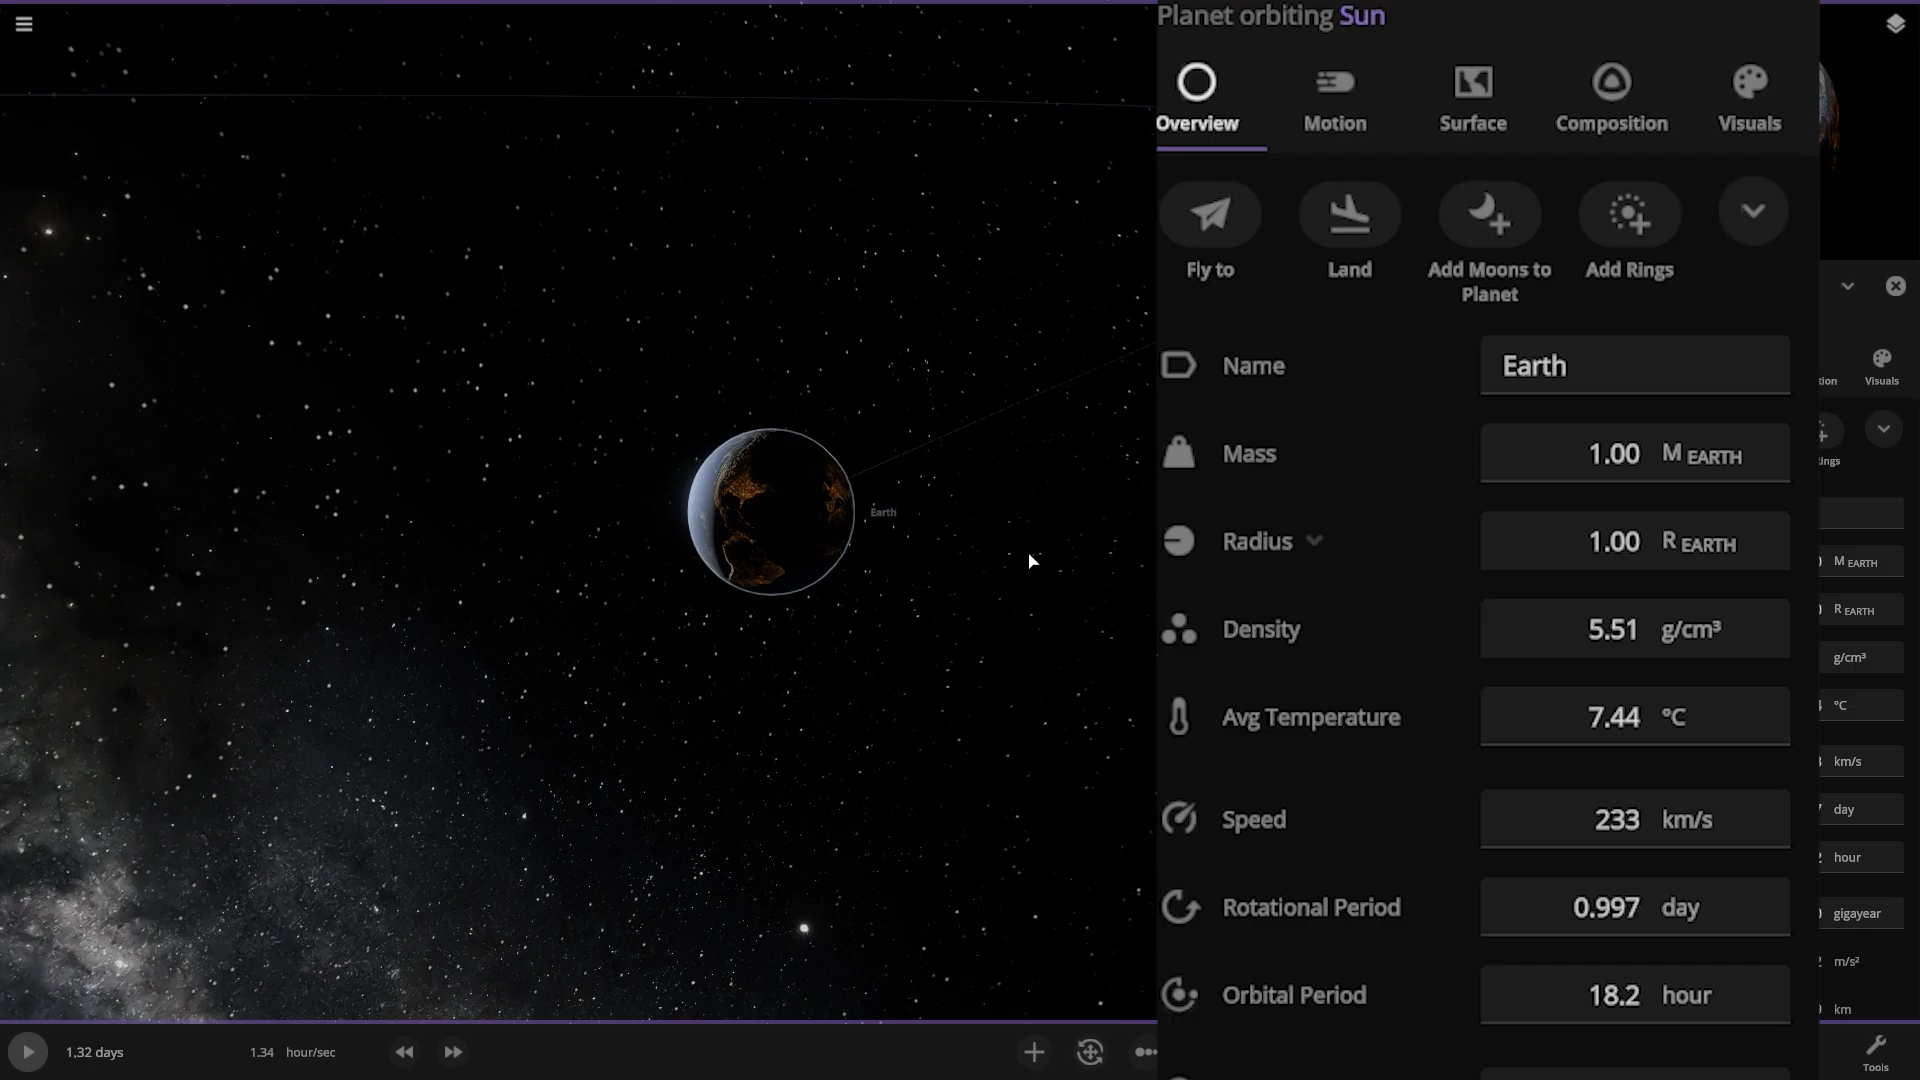 Planet orbiting Sun
Overview
Motion
Surface
Composition
Visuals
Fly to
Land
Add Moons to Planet
Add Rings
Name
Earth
Mass
1.00 M EARTH
Radius
1.00 R EARTH
Density
5.51 g/cm³
Avg Temperature
7.44 °C
Speed
233 km/s
Rotational Period
0.997 day
Orbital Period
18.2 hour
Earth
1.32 days
1.34 hour/sec
tion
Visuals
ings
M EARTH
R EARTH
g/cm³
°C
km/s
day
hour
gigayear
m/s²
km
Tools